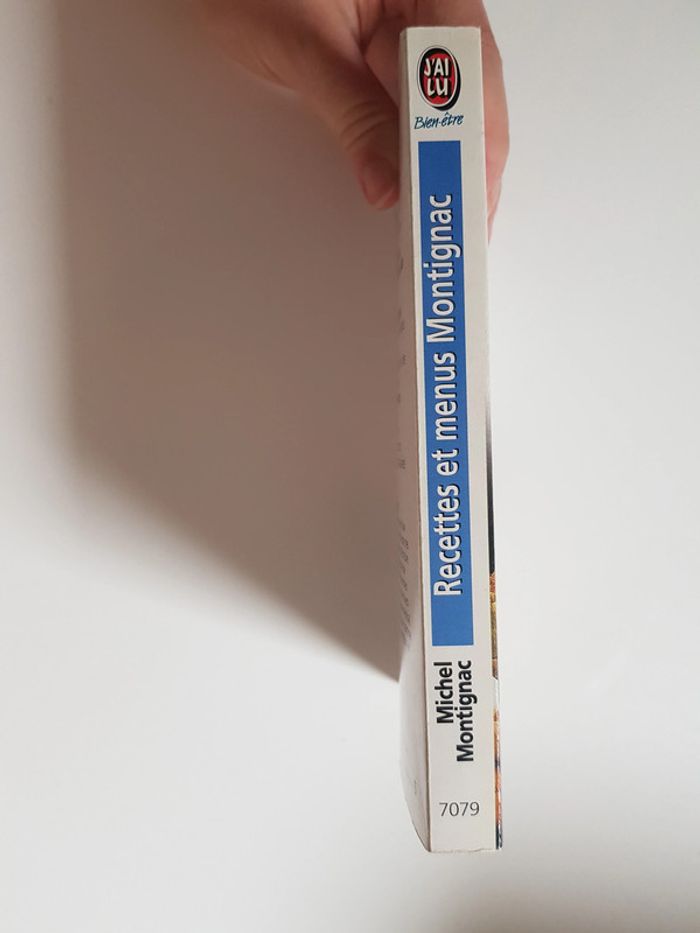 J'AI
LU
Bien-être
Recettes et menus Montignac
Michel
Montignac
7079